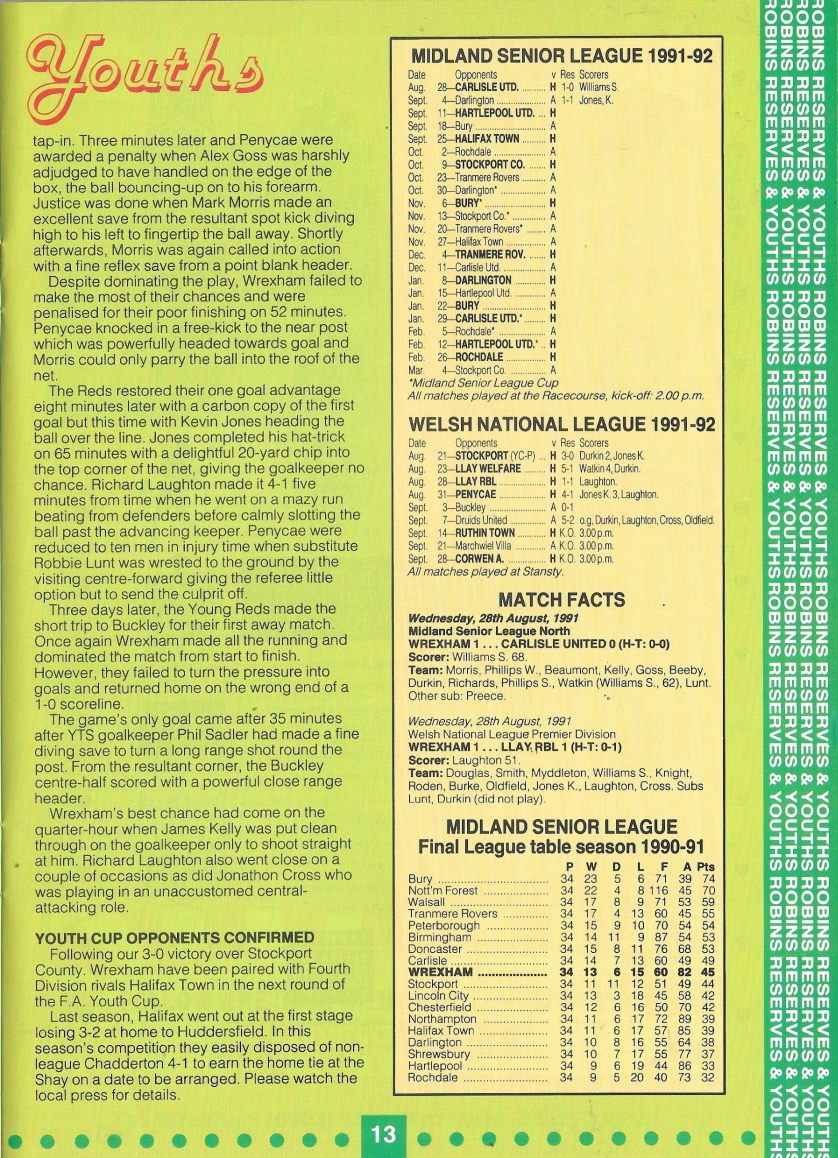 Youths
tap-in. Three minutes later and Penycae were
awarded a penalty when Alex Goss was harshly
adjudged to have handled on the edge of the
box, the ball bouncing-up on to his forearm.
Justice was done when Mark Morris made an
excellent save from the resultant spot kick diving
high to his left to fingertip the ball away. Shortly
afterwards, Morris was again called into action
with a fine reflex save from a point blank header.
Despite dominating the play, Wrexham failed to
make the most of their chances and were
penalised for their poor finishing on 52 minutes.
Penycae knocked in a free-kick to the near post
which was powerfully headed towards goal and
Morris could only parry the ball into the roof of the
net.
The Reds restored their one goal advantage
eight minutes later with a carbon copy of the first
goal but this time with Kevin Jones heading the
ball over the line. Jones completed his hat-trick
on 65 minutes with a delightful 20-yard chip into
the top corner of the net, giving the goalkeeper no
chance. Richard Laughton made it 4-1 five
minutes from time when he went on a mazy run
beating from defenders before calmly slotting the
ball past the advancing keeper. Penycae were
reduced to ten men in injury time when substitute
Robbie Lunt was wrested to the ground by the
visiting centre-forward giving the referee little
option but to send the culprit off.
Three days later, the Young Reds made the
short trip to Buckley for their first away match.
Once again Wrexham made all the running and
dominated the match from start to finish.
However, they failed to turn the pressure into
goals and returned home on the wrong end of a
1-0 scoreline.
The game's only goal came after 35 minutes
after YTS goalkeeper Phil Sadler had made a fine
diving save to turn a long range shot round the
post. From the resultant corner, the Buckley
centre-half scored with a powerful close range
header.
Wrexham's best chance had come on the
quarter-hour when James Kelly was put clean
through on the goalkeeper only to shoot straight
at him. Richard Laughton also went close on a
couple of occasions as did Jonathon Cross who
was playing in an unaccustomed central-
attacking role.
YOUTH CUP OPPONENTS CONFIRMED
Following our 3-0 victory over Stockport
County. Wrexham have been paired with Fourth
Division rivals Halifax Town in the next round of
the F.A. Youth Cup.
Last season, Halifax went out at the first stage
losing 3-2 at home to Huddersfield. In this
season's competition they easily disposed of non-
league Chadderton 4-1 to earn the home tie at the
Shay on a date to be arranged. Please watch the
local press for details.
MIDLAND SENIOR LEAGUE 1991-92
Date Opponents v Res Scorers
Aug. 28—CARLISLE UTD. ......... H 1-0 Williams S.
Sept. 4—Darlington ................... A 1-1 Jones, K.
Sept. 11—HARTLEPOOL UTD. ... H
Sept. 18—Bury ........................... A
Sept. 25—HALIFAX TOWN ........ H
Oct. 2—Rochdale .................... A
Oct. 9—STOCKPORT CO. ....... H
Oct. 23—Tranmere Rovers ......... A
Oct. 30—Darlington* .................. A
Nov. 6—BURY* ........................ H
Nov. 13—Stockport Co.* ............. A
Nov. 20—Tranmere Rovers* ........ A
Nov. 27—Halifax Town ................ A
Dec. 4—TRANMERE ROV. ....... H
Dec. 11—Carlisle Utd. ................. A
Jan. 8—DARLINGTON ............. H
Jan. 15—Hartlepool Utd. ............. A
Jan. 22—BURY ......................... H
Jan. 29—CARLISLE UTD.* ......... H
Feb. 5—Rochdale* .................. A
Feb. 12—HARTLEPOOL UTD.* .. H
Feb. 26—ROCHDALE ................ H
Mar. 4—Stockport Co. .............. A
*Midland Senior League Cup
All matches played at the Racecourse, kick-off: 2.00 p.m.
WELSH NATIONAL LEAGUE 1991-92
Date Opponents v Res Scorers
Aug. 21—STOCKPORT (YC-P) ... H 3-0 Durkin 2, Jones K.
Aug. 23—LLAY WELFARE ......... H 5-1 Watkin 4, Durkin.
Aug. 28—LLAY RBL .................. H 1-1 Laughton.
Aug. 31—PENYCAE .................. H 4-1 Jones K. 3, Laughton.
Sept. 3—Buckley ...................... A 0-1
Sept. 7—Druids United ............. A 5-2 o.g, Durkin, Laughton, Cross, Oldfield.
Sept. 14—RUTHIN TOWN .......... H K.O. 3.00 p.m.
Sept. 21—Marchwiel Villa ............ A K.O. 3.00 p.m.
Sept. 28—CORWEN A. ............... H K.O. 3.00 p.m.
All matches played at Stansty.
MATCH FACTS
Wednesday, 28th August, 1991
Midland Senior League North
WREXHAM 1 . . . CARLISLE UNITED 0 (H-T: 0-0)
Scorer: Williams S. 68.
Team: Morris, Phillips W., Beaumont, Kelly, Goss, Beeby,
Durkin, Richards, Phillips S., Watkin (Williams S., 62), Lunt.
Other sub: Preece.
Wednesday, 28th August, 1991
Welsh National League Premier Division
WREXHAM 1 . . . LLAY RBL 1 (H-T: 0-1)
Scorer: Laughton 51.
Team: Douglas, Smith, Myddleton, Williams S., Knight,
Roden, Burke, Oldfield, Jones K., Laughton, Cross. Subs
Lunt, Durkin (did not play).
MIDLAND SENIOR LEAGUE
Final League table season 1990-91
P W D L F A Pts
Bury ................................ 34 23 5 6 71 39 74
Nott'm Forest ................... 34 22 4 8 116 45 70
Walsall ............................ 34 17 8 9 71 53 59
Tranmere Rovers ............. 34 17 4 13 60 45 55
Peterborough ................... 34 15 9 10 70 54 54
Birmingham ..................... 34 14 11 9 87 54 53
Doncaster ........................ 34 15 8 11 76 68 53
Carlisle ............................ 34 14 7 13 60 49 49
WREXHAM .................... 34 13 6 15 60 82 45
Stockport ......................... 34 11 11 12 51 49 44
Lincoln City ...................... 34 13 3 18 45 58 42
Chesterfield ..................... 34 12 6 16 50 70 42
Northampton .................... 34 11 6 17 72 89 39
Halifax Town .................... 34 11 6 17 57 85 39
Darlington ........................ 34 10 8 16 55 64 38
Shrewsbury ..................... 34 10 7 17 55 77 37
Hartlepool ........................ 34 9 6 19 44 86 33
Rochdale ......................... 34 9 5 20 40 73 32
ROBINS RESERVES & YOUTHS ROBINS RESERVES & YOUTHS ROBINS RESERVES & YOUTHS
13